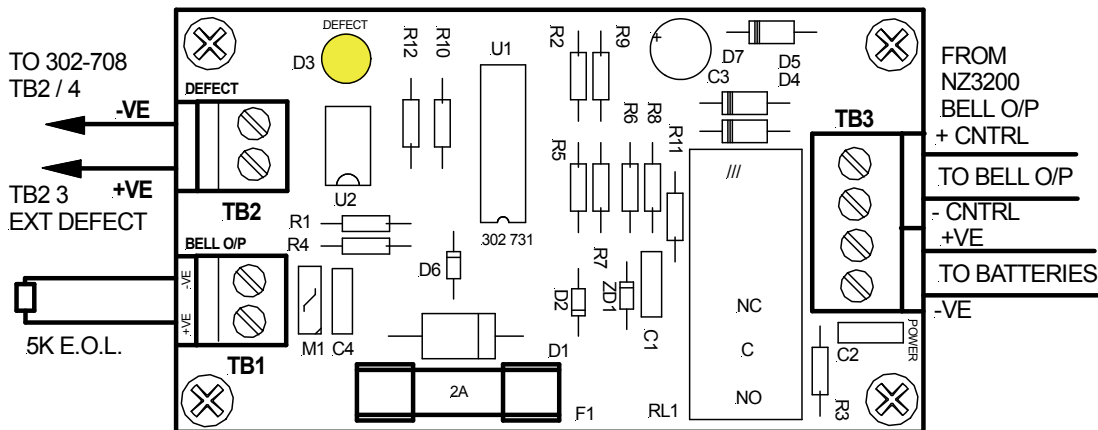 TO 302-708
TB2 / 4
-VE
+VE
TB2 3
EXT DEFECT
DEFECT
TB2
BELL O/P
-VE
+VE
TB1
5K E.O.L.
DEFECT
D3
R12
R10
U1
U2
302 731
R1
R4
D6
M1
C4
D1
2A
F1
R2
R9
C3
+
D7
D5
D4
R5
R6
R8
R11
R7
ZD1
D2
C1
///
NC
C
NO
RL1
TB3
C2
POWER
R3
FROM
NZ3200
BELL O/P
+ CNTRL
TO BELL O/P
- CNTRL
+VE
TO BATTERIES
-VE